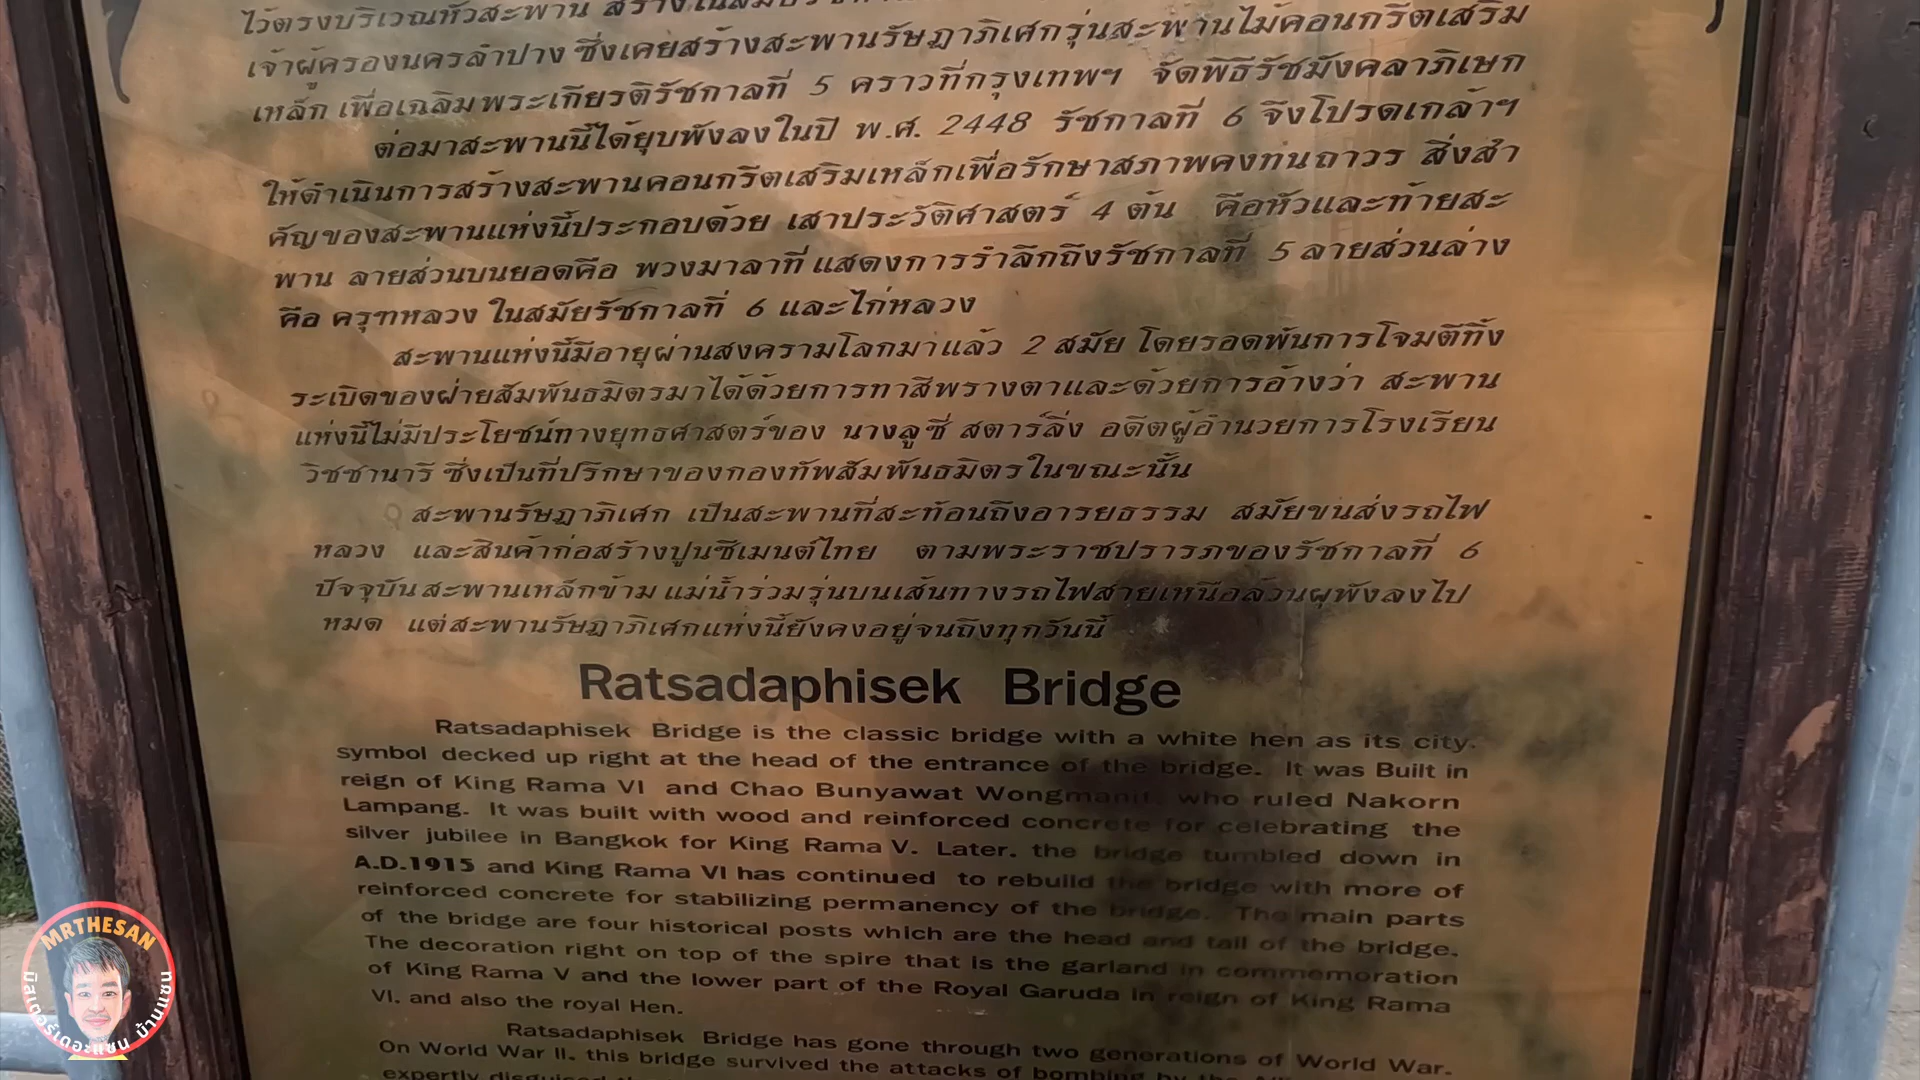 ไว้ตรงบริเวณหัวสะพาน
เจ้าผู้ครองนครลำปาง ซึ่งเคยสร้างสะพานรัษฎาภิเศกรุ่นสะพานไม้คอนกรีตเสริม
เหล็ก เพื่อเฉลิมพระเกียรติรัชกาลที่ 5 คราวที่กรุงเทพฯ จัดพิธีรัชมังคลาภิเษก
ต่อมาสะพานนี้ได้ยุบพังลงในปี พ.ศ. 2448 รัชกาลที่ 6 จึงโปรดเกล้าฯ
ให้ดำเนินการสร้างสะพานคอนกรีตเสริมเหล็กเพื่อรักษาสภาพคงทนถาวร สิ่งสำ
คัญของสะพานแห่งนี้ประกอบด้วย เสาประวัติศาสตร์ 4 ต้น คือหัวและท้ายสะ
พาน ลายส่วนบนยอดคือ พวงมาลาที่แสดงการรำลึกถึงรัชกาลที่ 5 ลายส่วนล่าง
คือ ครุฑหลวง ในสมัยรัชกาลที่ 6 และไก่หลวง
สะพานแห่งนี้มีอายุผ่านสงครามโลกมาแล้ว 2 สมัย โดยรอดพ้นการโจมตีทิ้ง
ระเบิดของฝ่ายสัมพันธมิตรมาได้ด้วยการทาสีพรางตาและด้วยการอ้างว่า สะพาน
แห่งนี้ไม่มีประโยชน์ทางยุทธศาสตร์ของ นางลูซี่ สตาร์ลิ่ง อดีตผู้อำนวยการโรงเรียน
วิชชานารี ซึ่งเป็นที่ปรึกษาของกองทัพสัมพันธมิตรในขณะนั้น
สะพานรัษฎาภิเศก เป็นสะพานที่สะท้อนถึงอารยธรรม สมัยขนส่งรถไฟ
หลวง และสินค้าก่อสร้างปูนซิเมนต์ไทย ตามพระราชปรารภของรัชกาลที่ 6
ปัจจุบันสะพานเหล็กข้าม แม่น้ำร่วมรุ่นบนเส้นทางรถไฟสายเหนือล้วนผุพังลงไป
หมด แต่สะพานรัษฎาภิเศกแห่งนี้ยังคงอยู่จนถึงทุกวันนี้
Ratsadaphisek Bridge
Ratsadaphisek Bridge is the classic bridge with a white hen as its city.
symbol decked up right at the head of the entrance of the bridge. It was Built in
reign of King Rama VI and Chao Bunyawat Wongmanit, who ruled Nakorn
Lampang. It was built with wood and reinforced concrete for celebrating the
silver jubilee in Bangkok for King Rama V. Later. the bridge tumbled down in
A.D.1915 and King Rama VI has continued to rebuild the bridge with more of
reinforced concrete for stabilizing permanency of the bridge. The main parts
of the bridge are four historical posts which are the head and tail of the bridge.
The decoration right on top of the spire that is the garland in commemoration
of King Rama V and the lower part of the Royal Garuda in reign of King Rama
VI. and also the royal Hen.
Ratsadaphisek Bridge has gone through two generations of World War.
On World War II. this bridge survived the attacks of bombing by the
expertly disguised
MRTHESAN
มิสเตอร์เดอะแซน บ้านแพน